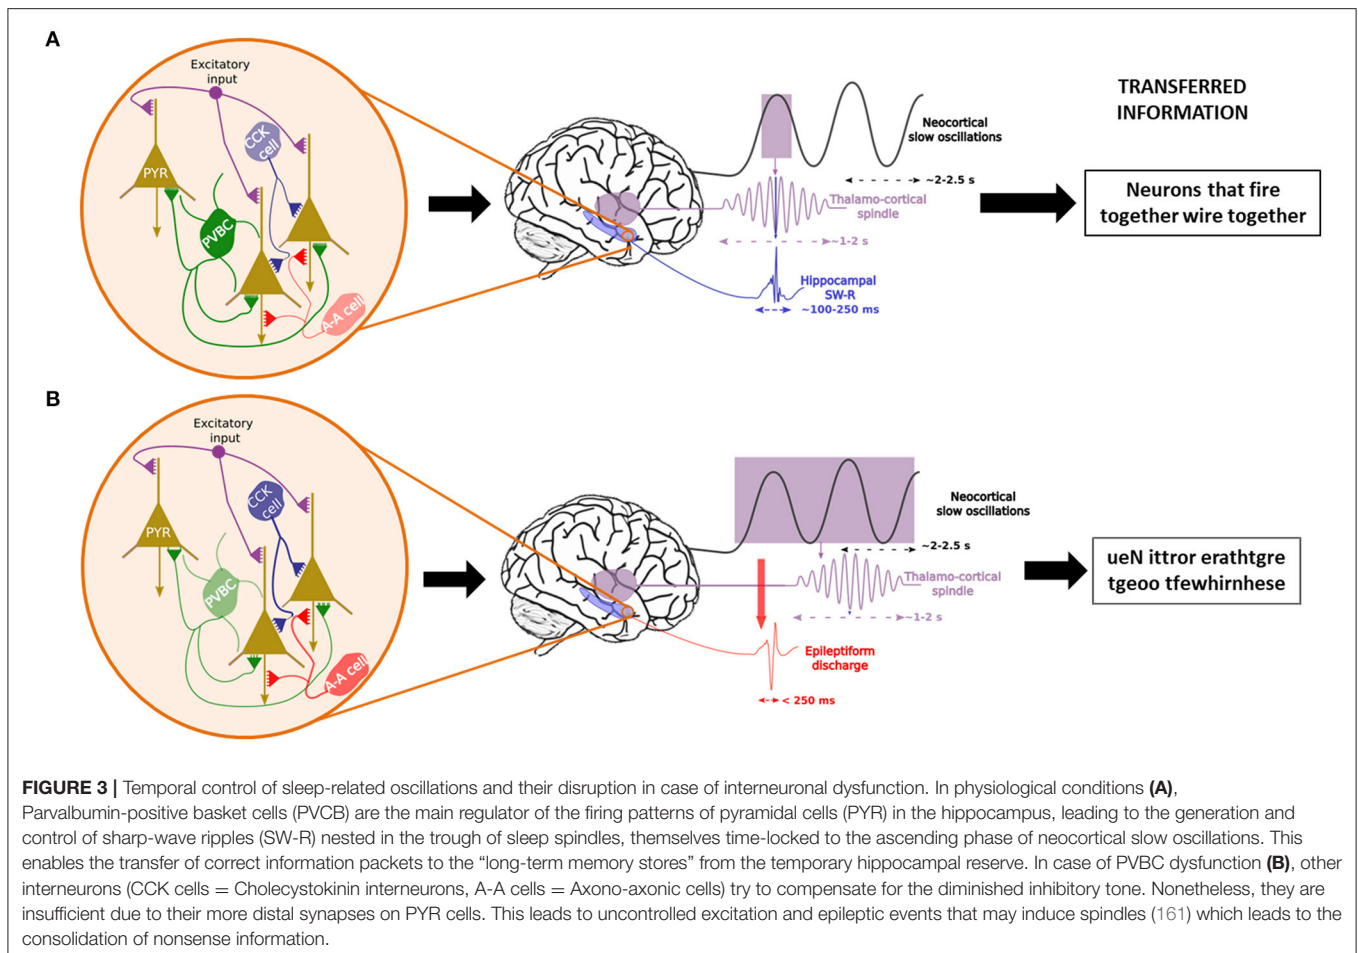 A
Excitatory
input
CCK
cell
PYR
PVBC
A-A cell
Neocortical
slow oscillations
~2-2.5 s
Thalamo-cortical
spindle
~1-2 s
Hippocampal
SW-R
~100-250 ms
TRANSFERRED
INFORMATION
Neurons that fire
together wire together
B
Excitatory
input
CCK
cell
PYR
PVBC
A-A cell
Neocortical
slow oscillations
~2-2.5 s
Thalamo-cortical
spindle
~1-2 s
Epileptiform
discharge
< 250 ms
ueN ittror erathtgre
tgeoo tfewhirnhese
FIGURE 3 | Temporal control of sleep-related oscillations and their disruption in case of interneuronal dysfunction. In physiological conditions (A),
Parvalbumin-positive basket cells (PVCB) are the main regulator of the firing patterns of pyramidal cells (PYR) in the hippocampus, leading to the generation and
control of sharp-wave ripples (SW-R) nested in the trough of sleep spindles, themselves time-locked to the ascending phase of neocortical slow oscillations. This
enables the transfer of correct information packets to the “long-term memory stores” from the temporary hippocampal reserve. In case of PVBC dysfunction (B), other
interneurons (CCK cells = Cholecystokinin interneurons, A-A cells = Axono-axonic cells) try to compensate for the diminished inhibitory tone. Nonetheless, they are
insufficient due to their more distal synapses on PYR cells. This leads to uncontrolled excitation and epileptic events that may induce spindles (161) which leads to the
consolidation of nonsense information.